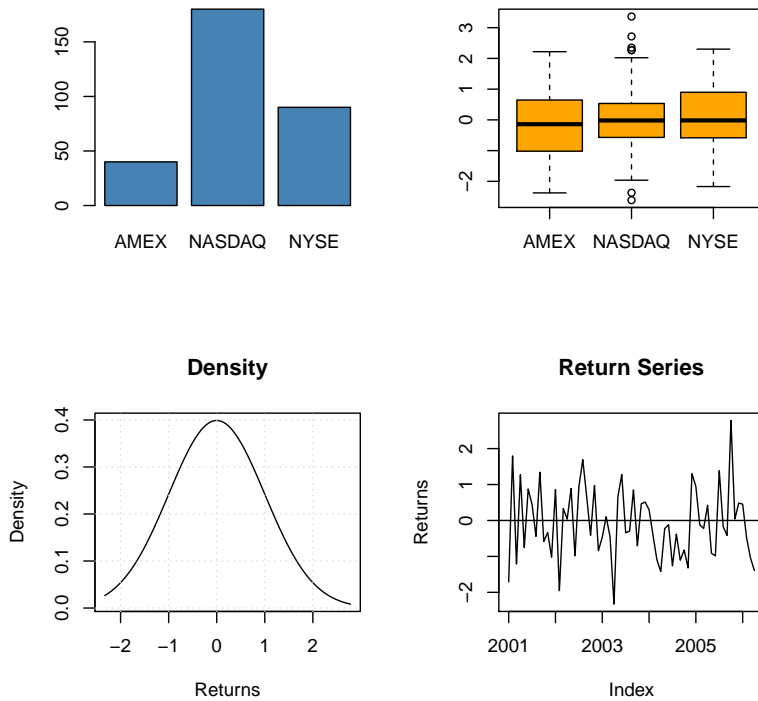 150
100
50
0
AMEX NASDAQ NYSE
3
2
1
0
−2
AMEX NASDAQ NYSE
Density
Density
0.4
0.3
0.2
0.1
0.0
−2 −1 0 1 2
Returns
Return Series
Returns
2
1
0
−2
2001 2003 2005
Index